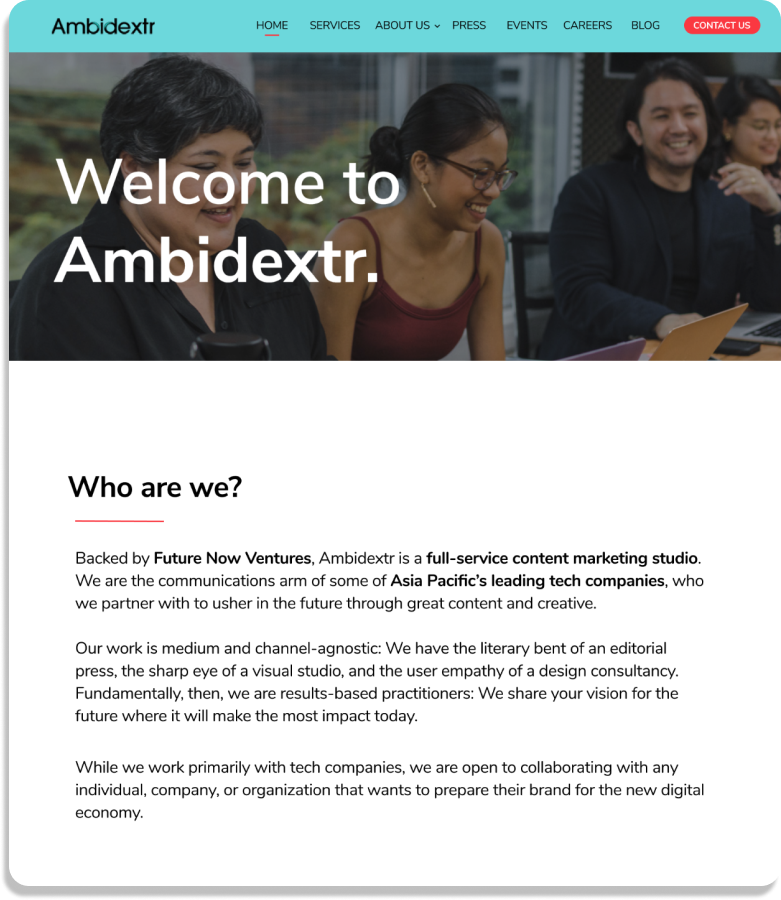 Ambidextr
HOME SERVICES ABOUT US PRESS EVENTS CAREERS BLOG CONTACT US
Welcome to
Ambidextr.
Who are we?
Backed by Future Now Ventures, Ambidextr is a full-service content marketing studio.
We are the communications arm of some of Asia Pacific’s leading tech companies, who
we partner with to usher in the future through great content and creative.
Our work is medium and channel-agnostic: We have the literary bent of an editorial
press, the sharp eye of a visual studio, and the user empathy of a design consultancy.
Fundamentally, then, we are results-based practitioners: We share your vision for the
future where it will make the most impact today.
While we work primarily with tech companies, we are open to collaborating with any
individual, company, or organization that wants to prepare their brand for the new digital
economy.